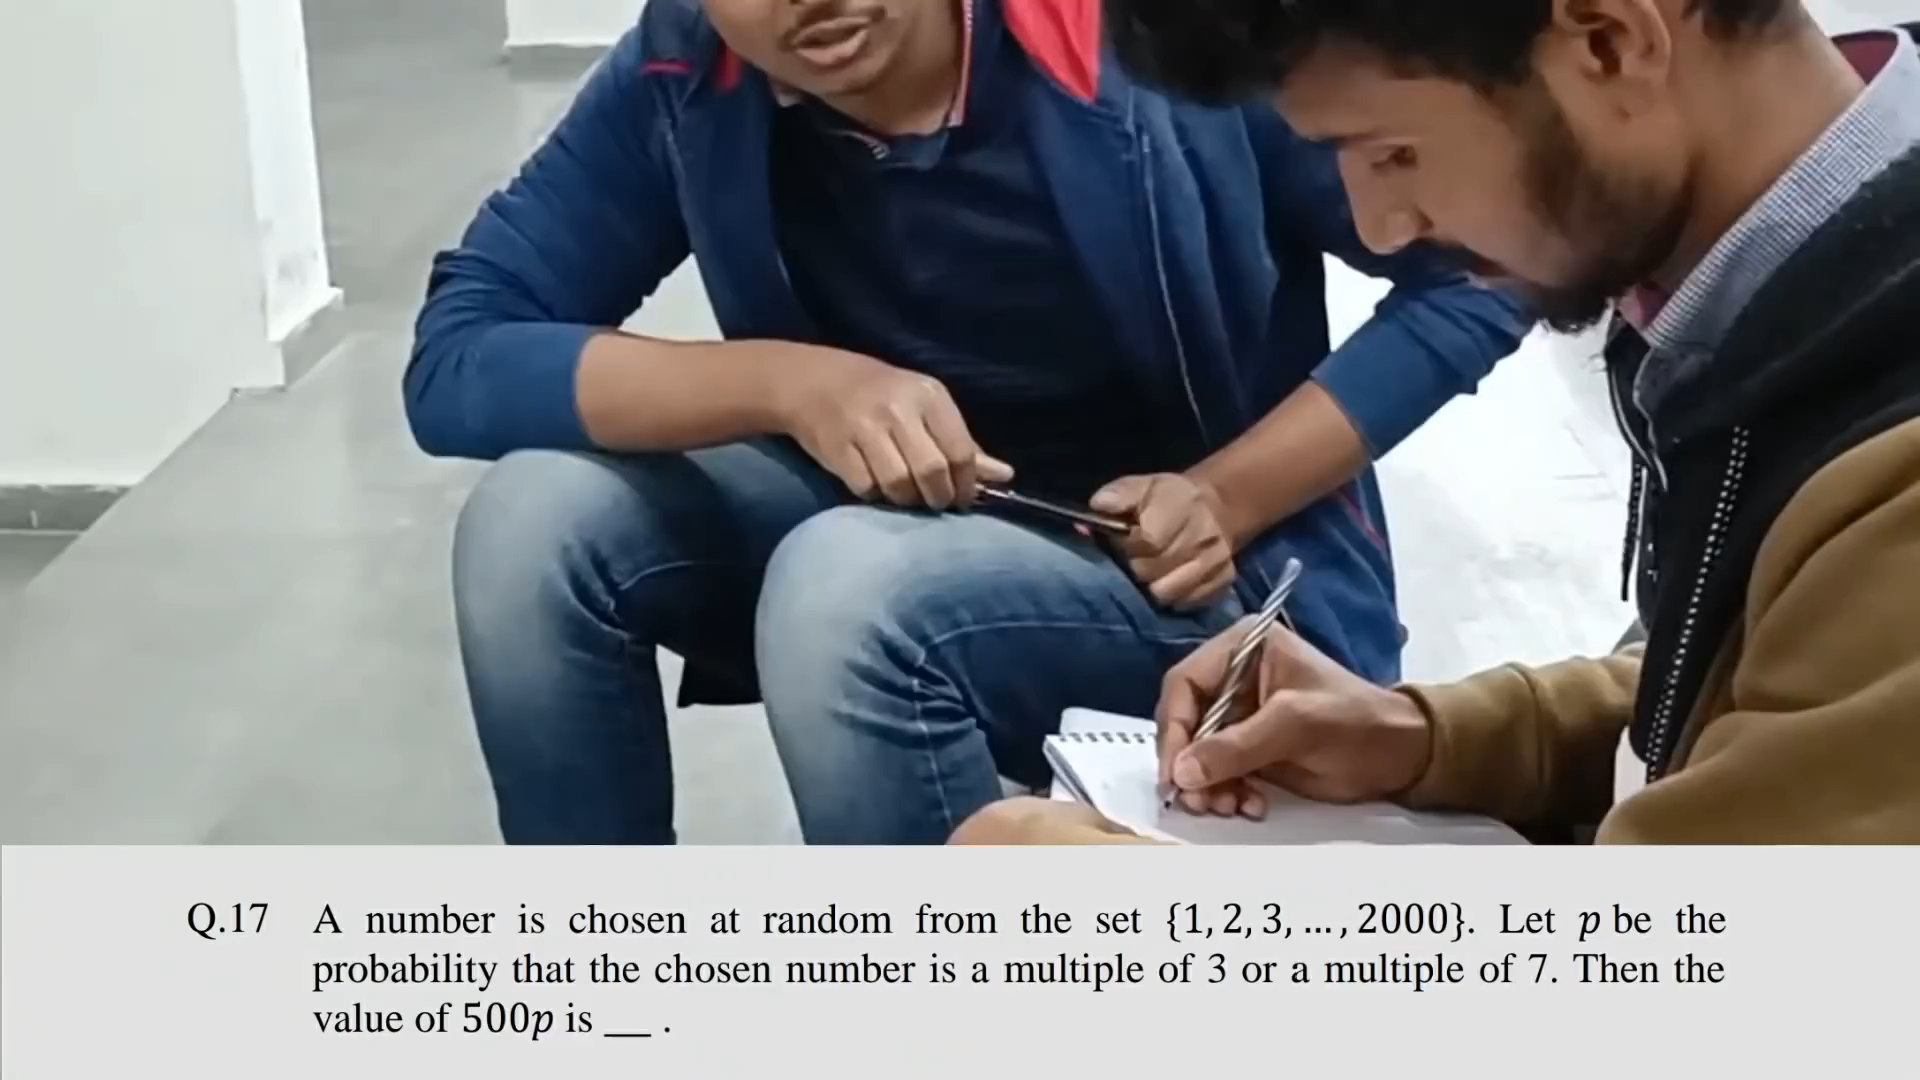 Q.17 A number is chosen at random from the set {1, 2, 3, ... , 2000}. Let p be the
probability that the chosen number is a multiple of 3 or a multiple of 7. Then the
value of 500p is __ .